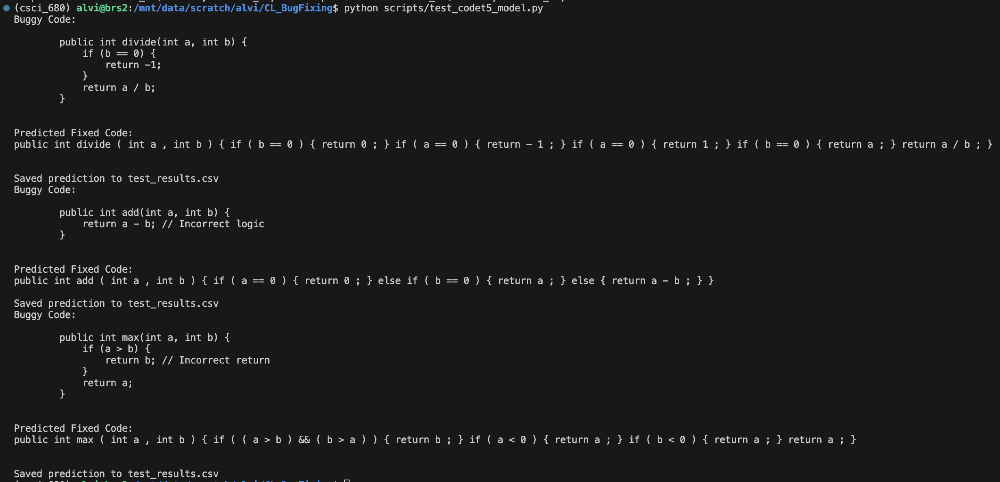 (csci_680) alvi@brs2:/mnt/data/scratch/alvi/CL_BugFixing$ python scripts/test_codet5_model.py
Buggy Code:
public int divide(int a, int b) {
if (b == 0) {
return -1;
}
return a / b;
}
Predicted Fixed Code:
public int divide ( int a , int b ) { if ( b == 0 ) { return 0 ; } if ( a == 0 ) { return - 1 ; } if ( a == 0 ) { return 1 ; } if ( b == 0 ) { return a ; } return a / b ; }
Saved prediction to test_results.csv
Buggy Code:
public int add(int a, int b) {
return a - b; // Incorrect logic
}
Predicted Fixed Code:
public int add ( int a , int b ) { if ( a == 0 ) { return 0 ; } else if ( b == 0 ) { return a ; } else { return a - b ; } }
Saved prediction to test_results.csv
Buggy Code:
public int max(int a, int b) {
if (a > b) {
return b; // Incorrect return
}
return a;
}
Predicted Fixed Code:
public int max ( int a , int b ) { if ( ( a > b ) && ( b > a ) ) { return b ; } if ( a < 0 ) { return a ; } if ( b < 0 ) { return a ; } return a ; }
Saved prediction to test_results.csv